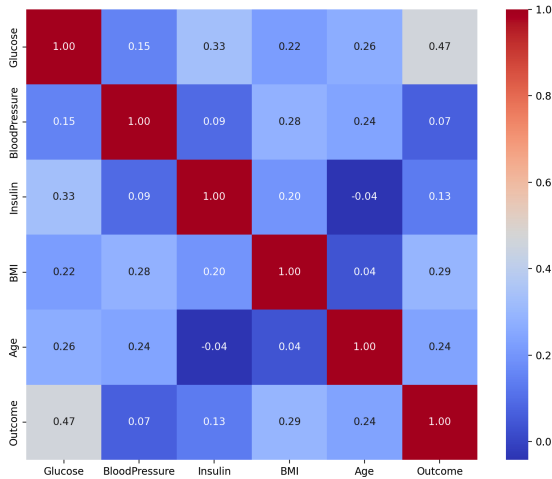 Glucose 1.00 0.15 0.33 0.22 0.26 0.47
BloodPressure 0.15 1.00 0.09 0.28 0.24 0.07
Insulin 0.33 0.09 1.00 0.20 -0.04 0.13
BMI 0.22 0.28 0.20 1.00 0.04 0.29
Age 0.26 0.24 -0.04 0.04 1.00 0.24
Outcome 0.47 0.07 0.13 0.29 0.24 1.00
Glucose BloodPressure Insulin BMI Age Outcome
1.0
0.8
0.6
0.4
0.2
0.0